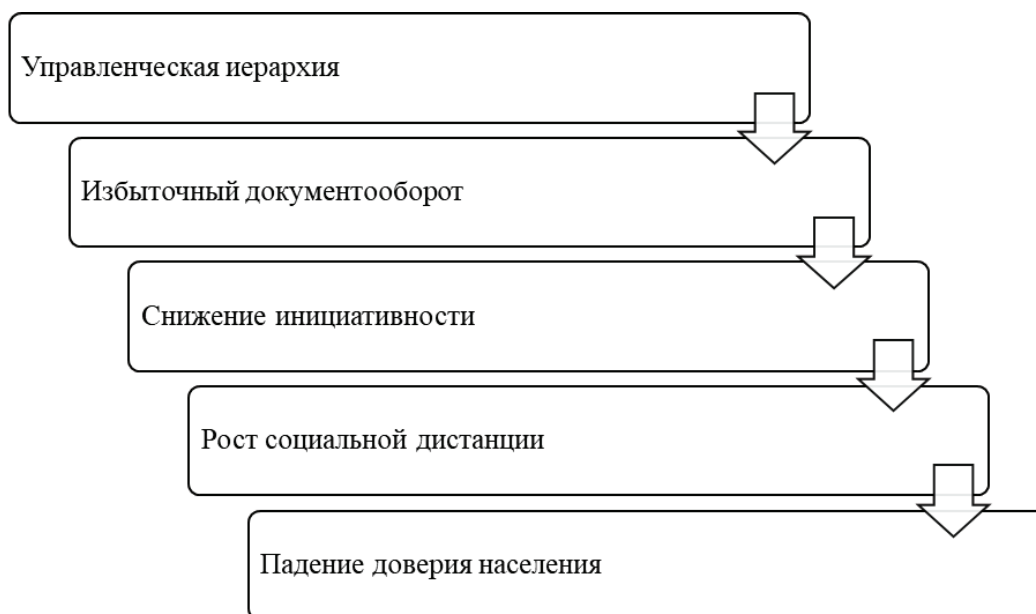 Управленческая иерархия
Избыточный документооборот
Снижение инициативности
Рост социальной дистанции
Падение доверия населения